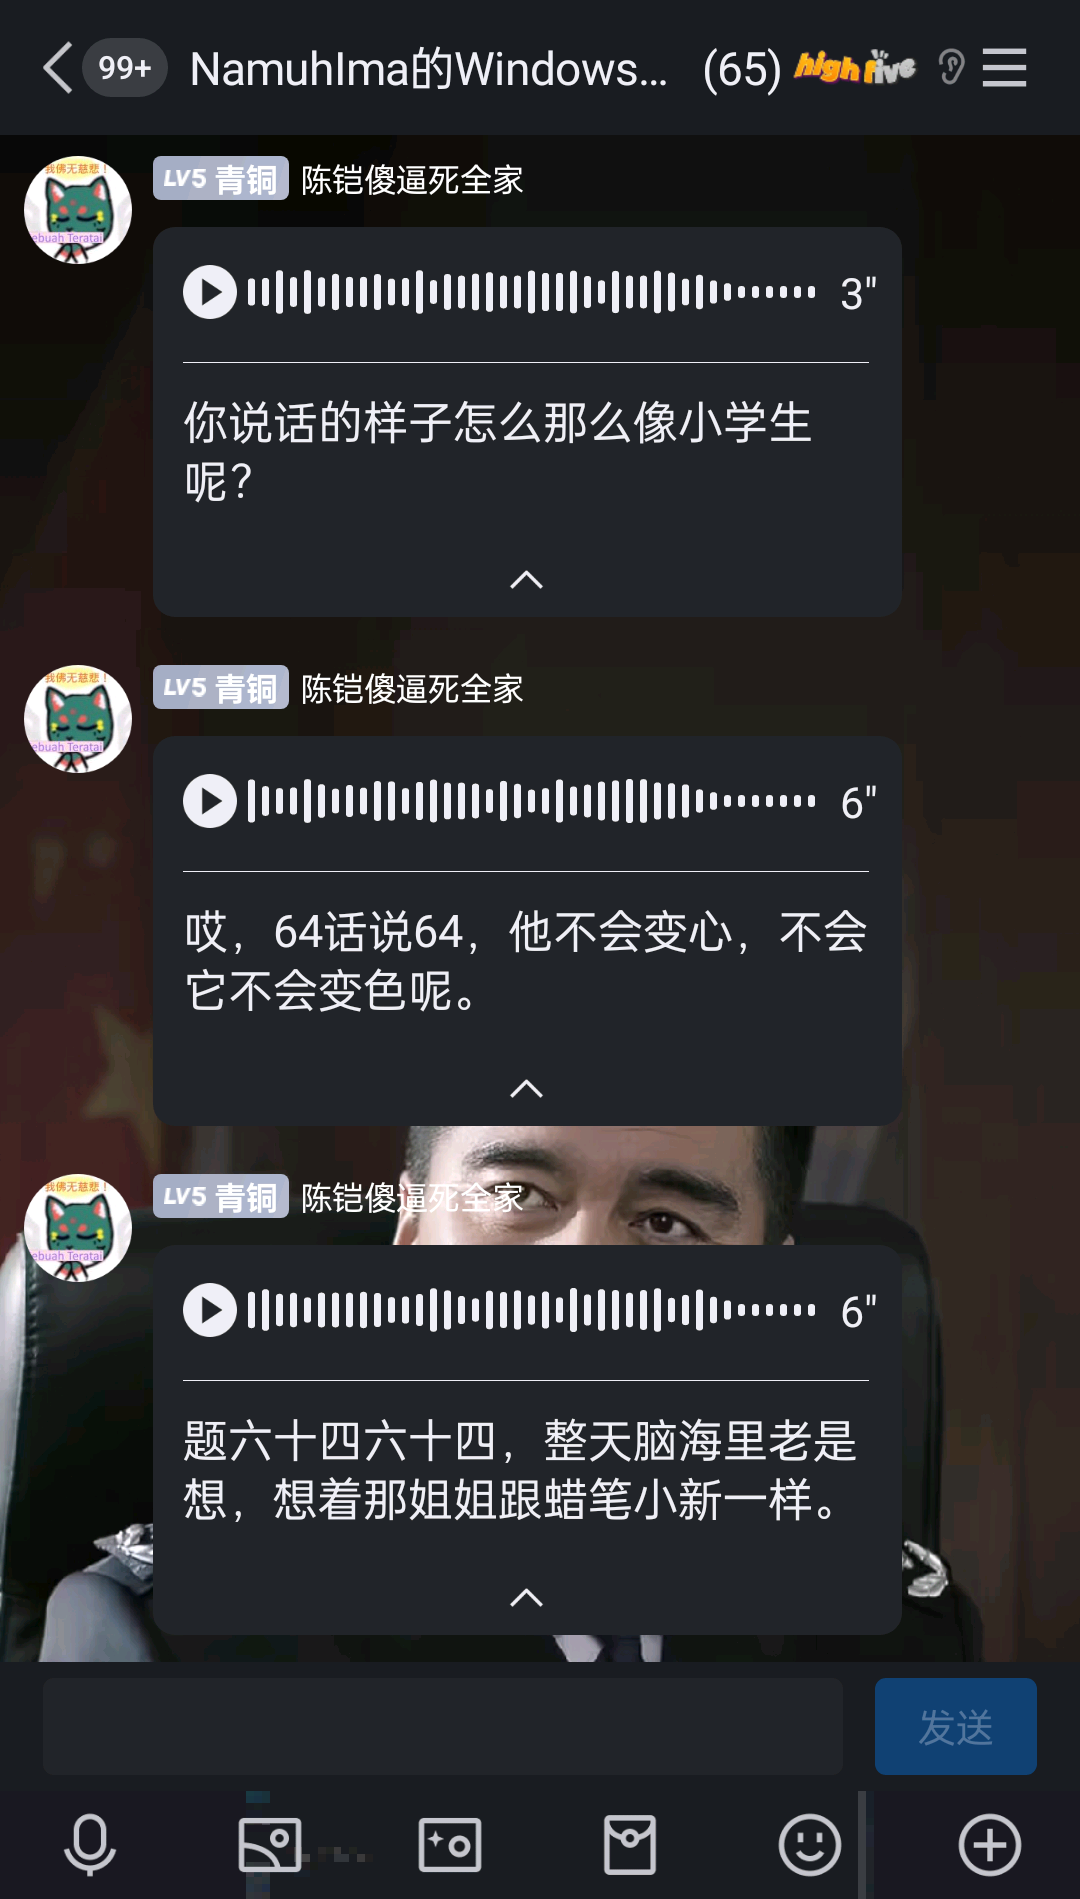 99+ NamuhIma的Windows... (65) high five
我佛无慈悲！
ebuah Teratai
LV5 青铜 陈铠傻逼死全家
3"
你说话的样子怎么那么像小学生
呢？
我佛无慈悲！
ebuah Teratai
LV5 青铜 陈铠傻逼死全家
6"
哎，64话说64，他不会变心，不会
它不会变色呢。
我佛无慈悲！
ebuah Teratai
LV5 青铜 陈铠傻逼死全家
6"
题六十四六十四，整天脑海里老是
想，想着那姐姐跟蜡笔小新一样。
发送